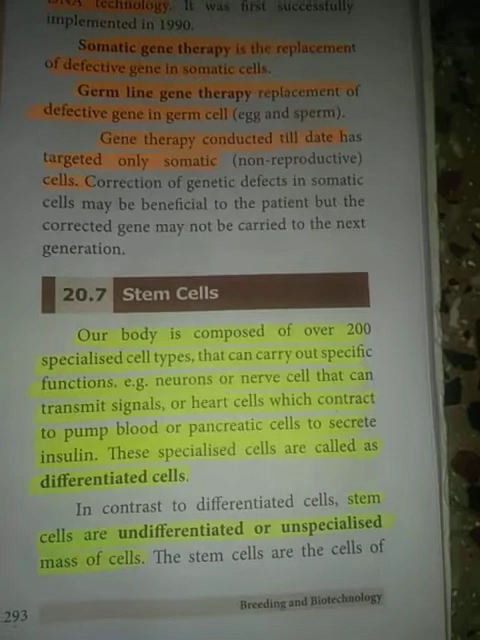 DNA technology. It was first successfully
implemented in 1990.
Somatic gene therapy is the replacement
of defective gene in somatic cells.
Germ line gene therapy replacement of
defective gene in germ cell (egg and sperm).
Gene therapy conducted till date has
targeted only somatic (non-reproductive)
cells. Correction of genetic defects in somatic
cells may be beneficial to the patient but the
corrected gene may not be carried to the next
generation.
20.7 Stem Cells
Our body is composed of over 200
specialised cell types, that can carry out specific
functions. e.g. neurons or nerve cell that can
transmit signals, or heart cells which contract
to pump blood or pancreatic cells to secrete
insulin. These specialised cells are called as
differentiated cells.
In contrast to differentiated cells, stem
cells are undifferentiated or unspecialised
mass of cells. The stem cells are the cells of
293
Breeding and Biotechnology